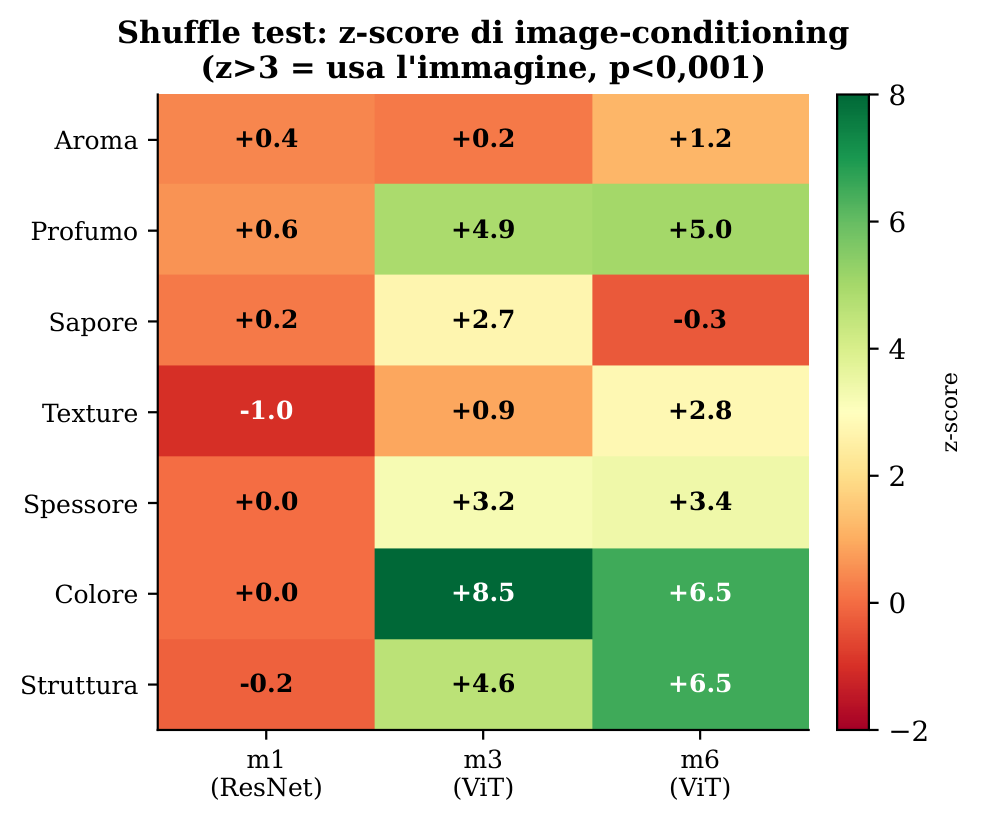 Shuffle test: z-score di image-conditioning
(z>3 = usa l'immagine, p<0,001)
Aroma +0.4 +0.2 +1.2
Profumo +0.6 +4.9 +5.0
Sapore +0.2 +2.7 -0.3
Texture -1.0 +0.9 +2.8
Spessore +0.0 +3.2 +3.4
Colore +0.0 +8.5 +6.5
Struttura -0.2 +4.6 +6.5
m1 m3 m6
(ResNet) (ViT) (ViT)
8
6
4
2
0
−2
z-score